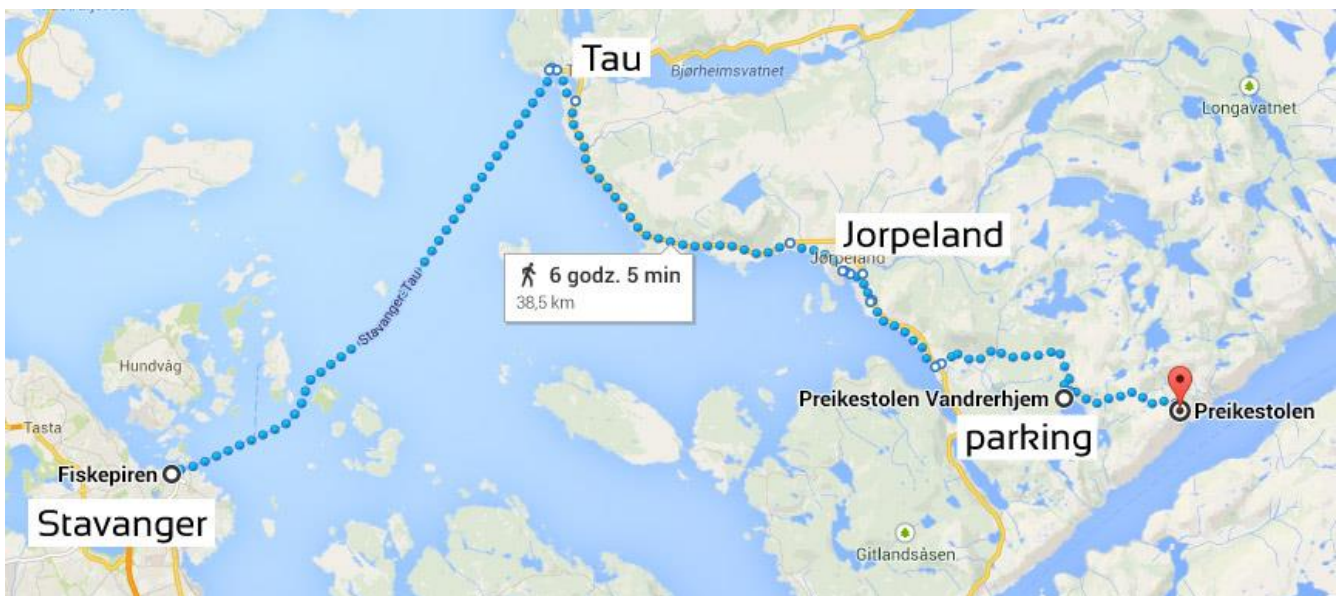 Tau
Bjørheimsvatnet
Longavatnet
Jorpeland
Jørpeland
6 godz. 5 min
38,5 km
Stavanger-Tau
Hundvåg
Preikestolen Vandrerhjem
Preikestolen
parking
Tasta
Fiskepiren
Stavanger
Gitlandsåsen